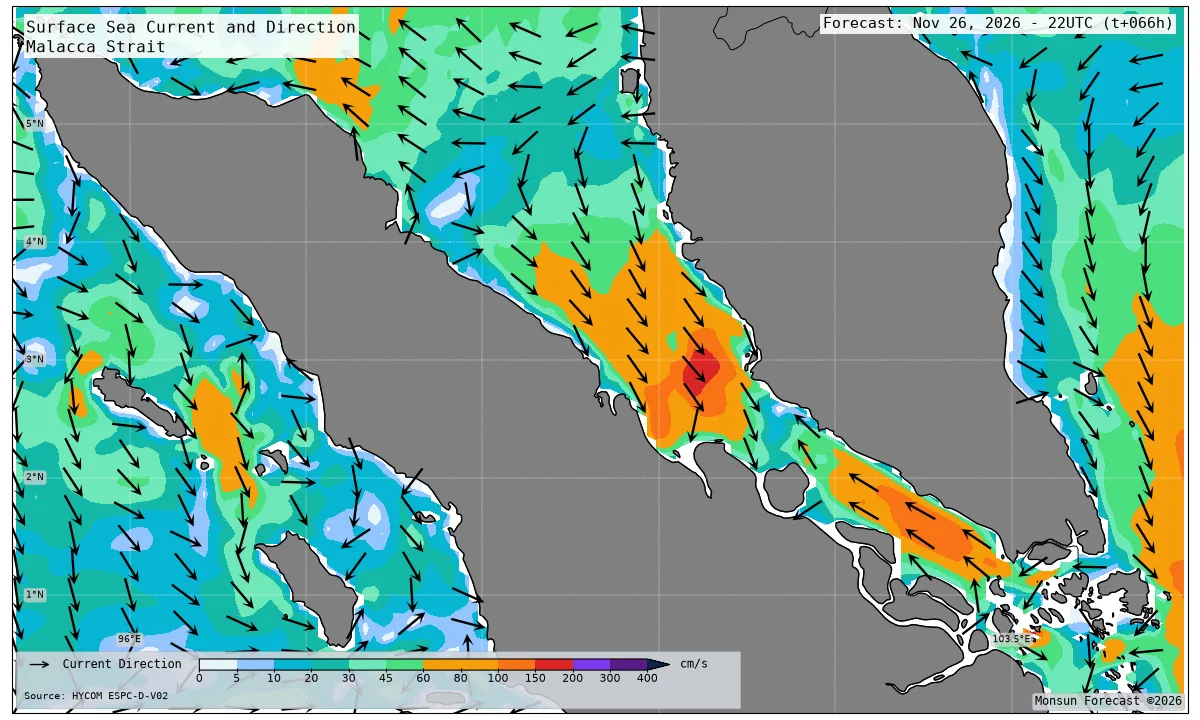 Surface Sea Current and Direction
Malacca Strait
Forecast: Nov 26, 2026 - 22UTC (t+066h)
5°N
4°N
3°N
2°N
1°N
96°E
103.5°E
Current Direction
0 5 10 20 30 45 60 80 100 150 200 300 400
cm/s
Source: HYCOM ESPC-D-V02
Monsun Forecast ©2026